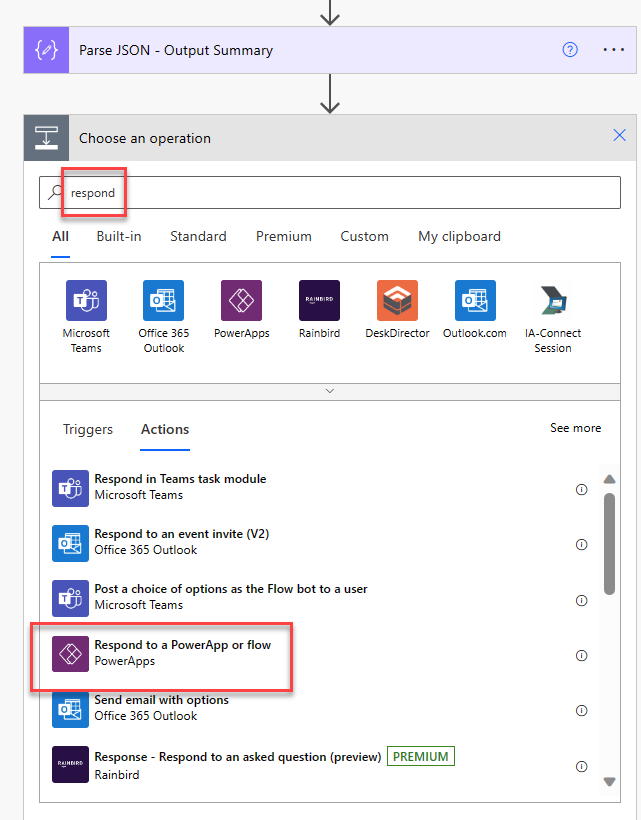 Parse JSON - Output Summary
Choose an operation
respond
All Built-in Standard Premium Custom My clipboard
RAINBIRD
Microsoft Teams
Office 365 Outlook
PowerApps
Rainbird
DeskDirector
Outlook.com
IA-Connect Session
Triggers Actions See more
Respond in Teams task module
Microsoft Teams
Respond to an event invite (V2)
Office 365 Outlook
Post a choice of options as the Flow bot to a user
Microsoft Teams
Respond to a PowerApp or flow
PowerApps
Send email with options
Office 365 Outlook
RAINBIRD
Response - Respond to an asked question (preview) PREMIUM
Rainbird